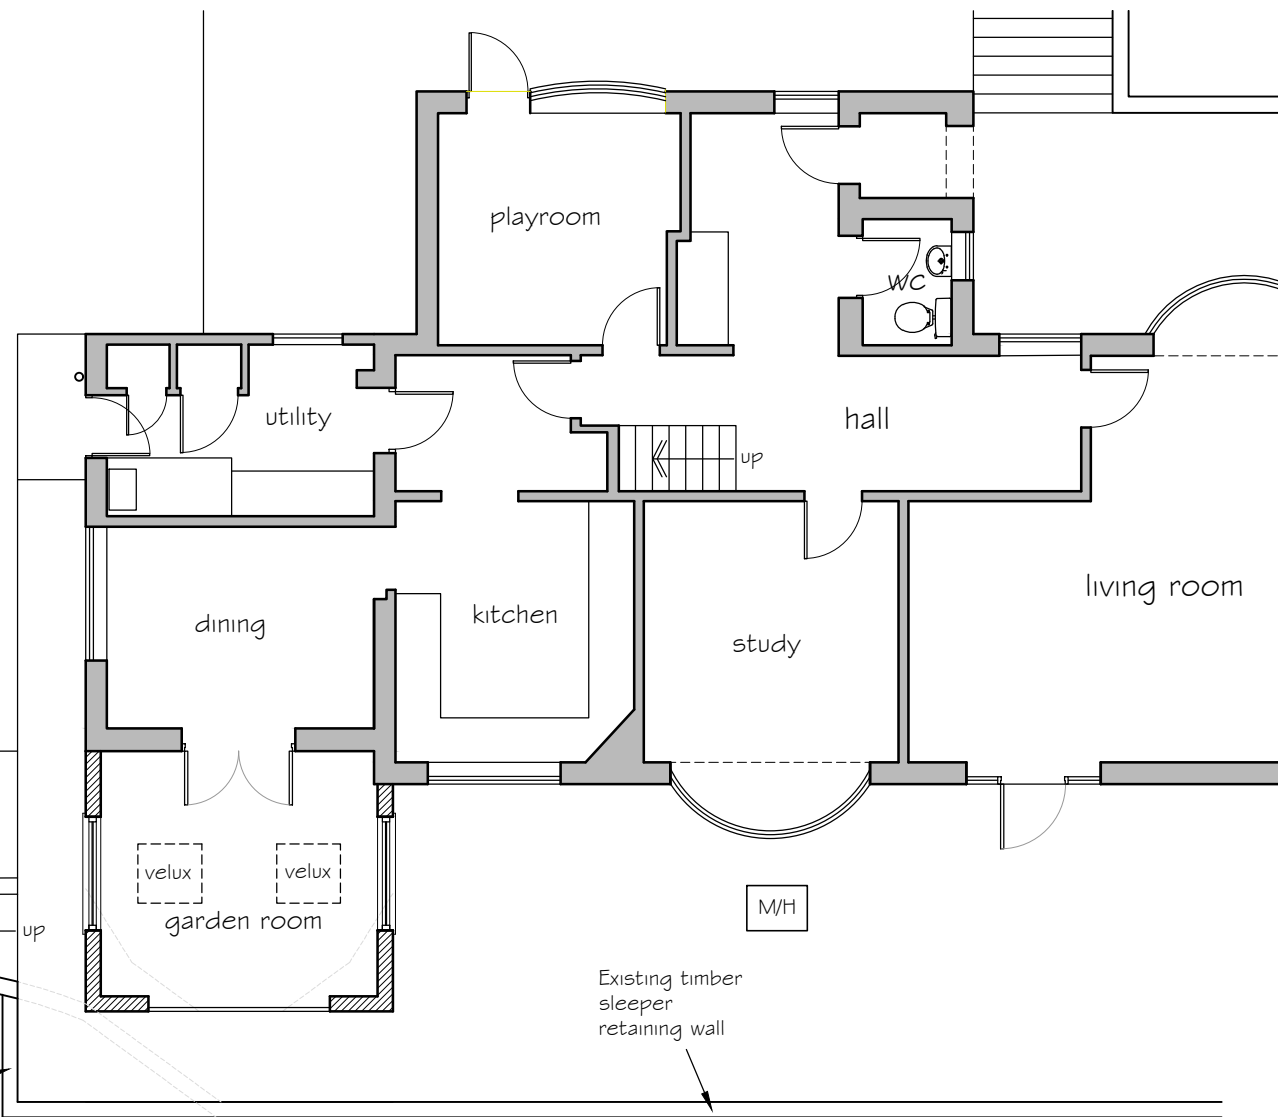 playroom
WC
utility
hall
up
dining
kitchen
study
living room
velux
velux
garden room
M/H
up
Existing timber
sleeper
retaining wall